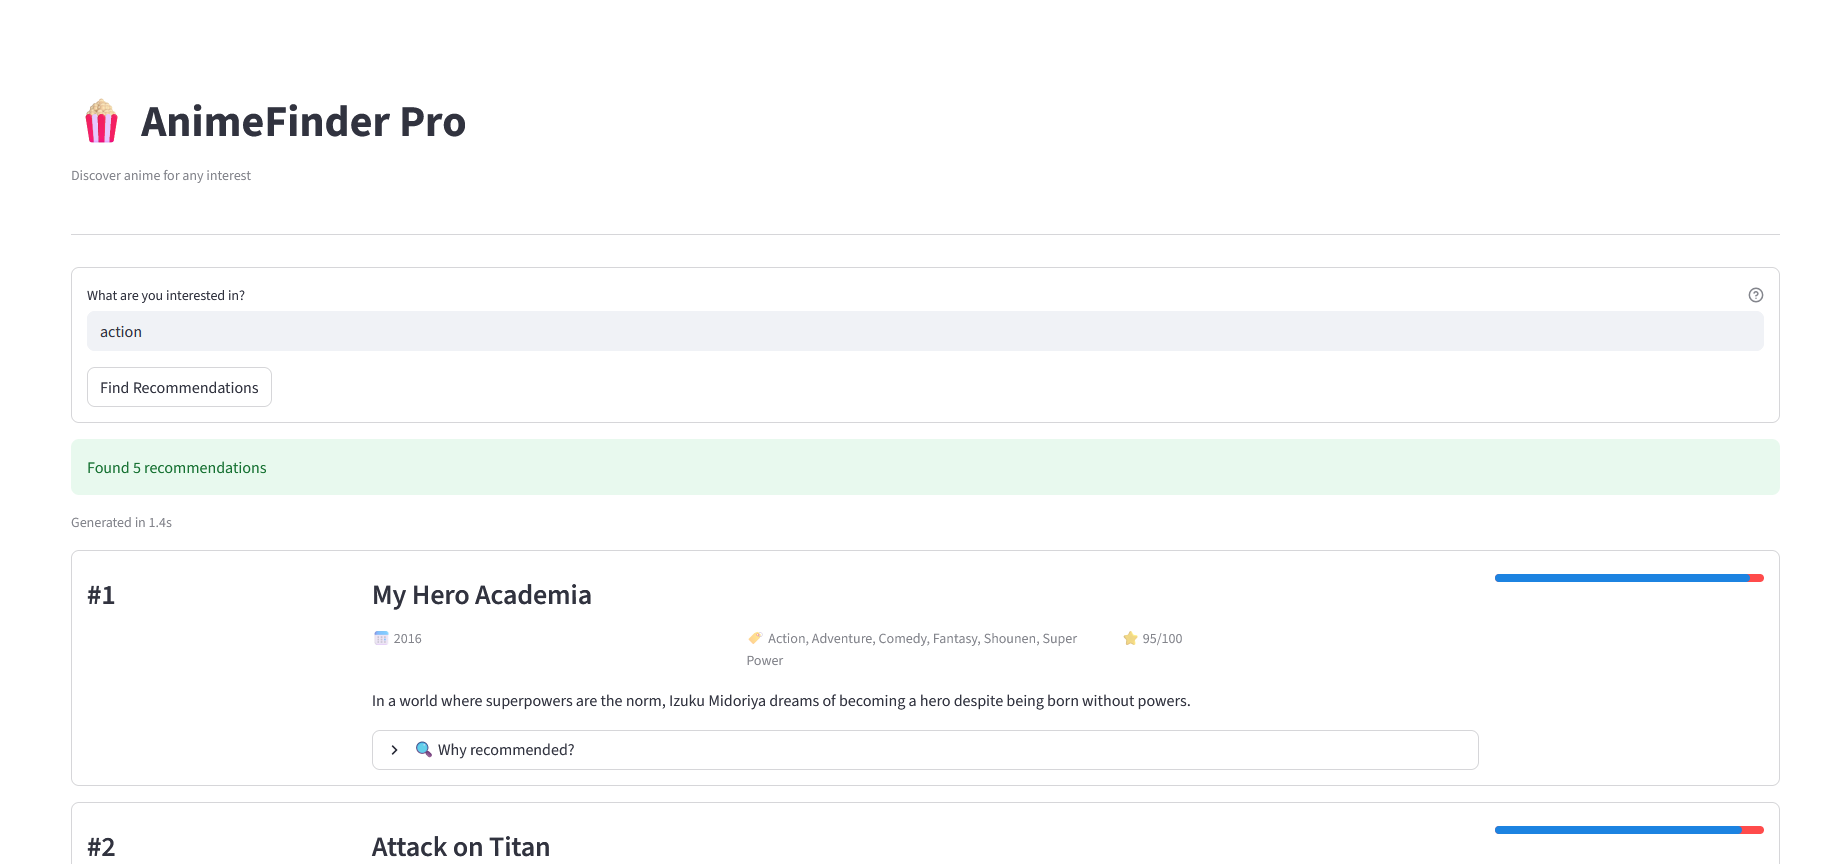 AnimeFinder Pro
Discover anime for any interest
What are you interested in?
action
Find Recommendations
Found 5 recommendations
Generated in 1.4s
#1
My Hero Academia
2016
Action, Adventure, Comedy, Fantasy, Shounen, Super
Power
95/100
In a world where superpowers are the norm, Izuku Midoriya dreams of becoming a hero despite being born without powers.
Why recommended?
#2
Attack on Titan